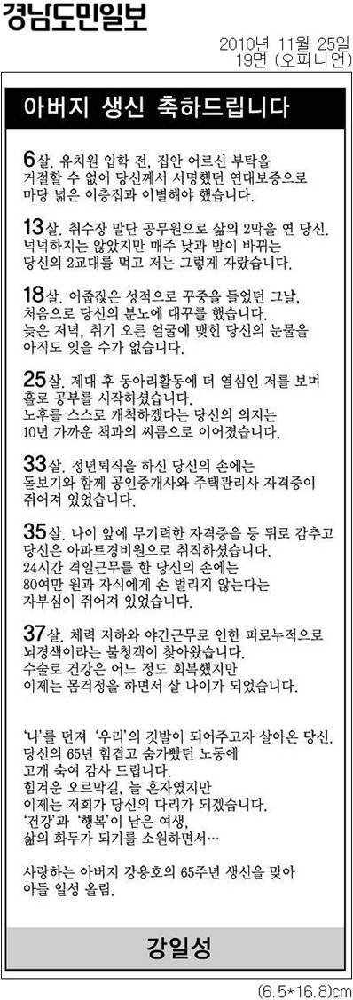 경남도민일보
2010년 11월 25일
19면 (오피니언)
아버지 생신 축하드립니다
6살. 유치원 입학 전, 집안 어르신 부탁을
거절할 수 없어 당신께서 서명했던 연대보증으로
마당 넓은 이층집과 이별해야 했습니다.
13살. 취수장 말단 공무원으로 삶의 2막을 연 당신.
넉넉하지는 않았지만 매주 낮과 밤이 바뀌는
당신의 2교대를 먹고 저는 그렇게 자랐습니다.
18살. 어줍잖은 성적으로 꾸중을 들었던 그날,
처음으로 당신의 분노에 대꾸를 했습니다.
늦은 저녁, 취기 오른 얼굴에 맺힌 당신의 눈물을
아직도 잊을 수가 없습니다.
25살. 제대 후 동아리활동에 더 열심인 저를 보며
홀로 공부를 시작하셨습니다.
노후를 스스로 개척하겠다는 당신의 의지는
10년 가까운 책과의 씨름으로 이어졌습니다.
33살. 정년퇴직을 하신 당신의 손에는
돋보기와 함께 공인중개사와 주택관리사 자격증이
쥐어져 있었습니다.
35살. 나이 앞에 무기력한 자격증을 등 뒤로 감추고
당신은 아파트경비원으로 취직하셨습니다.
24시간 격일근무를 한 당신의 손에는
80여만 원과 자식에게 손 벌리지 않는다는
자부심이 쥐어져 있었습니다.
37살. 체력 저하와 야간근무로 인한 피로누적으로
뇌경색이라는 불청객이 찾아왔습니다.
수술로 건강은 어느 정도 회복했지만
이제는 몸걱정을 하면서 살 나이가 되었습니다.
'나'를 던져 '우리'의 깃발이 되어주고자 살아온 당신.
당신의 65년 힘겹고 숨가빴던 노동에
고개 숙여 감사 드립니다.
힘겨운 오르막길, 늘 혼자였지만
이제는 저희가 당신의 다리가 되겠습니다.
'건강'과 '행복'이 남은 여생,
삶의 화두가 되기를 소원하면서…
사랑하는 아버지 강용호의 65주년 생신을 맞아
아들 일성 올림.
강일성
(6.5*16.8)cm